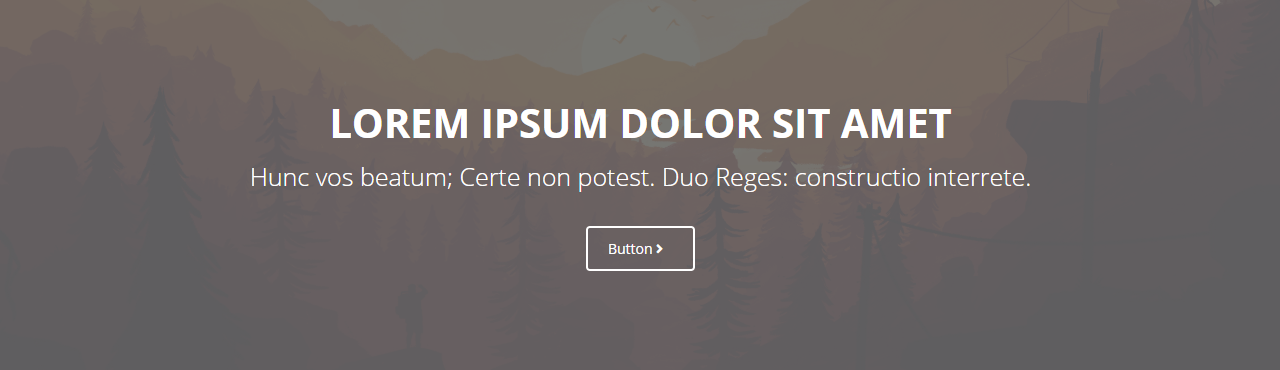 LOREM IPSUM DOLOR SIT AMET
Hunc vos beatum; Certe non potest. Duo Reges: constructio interrete.
Button